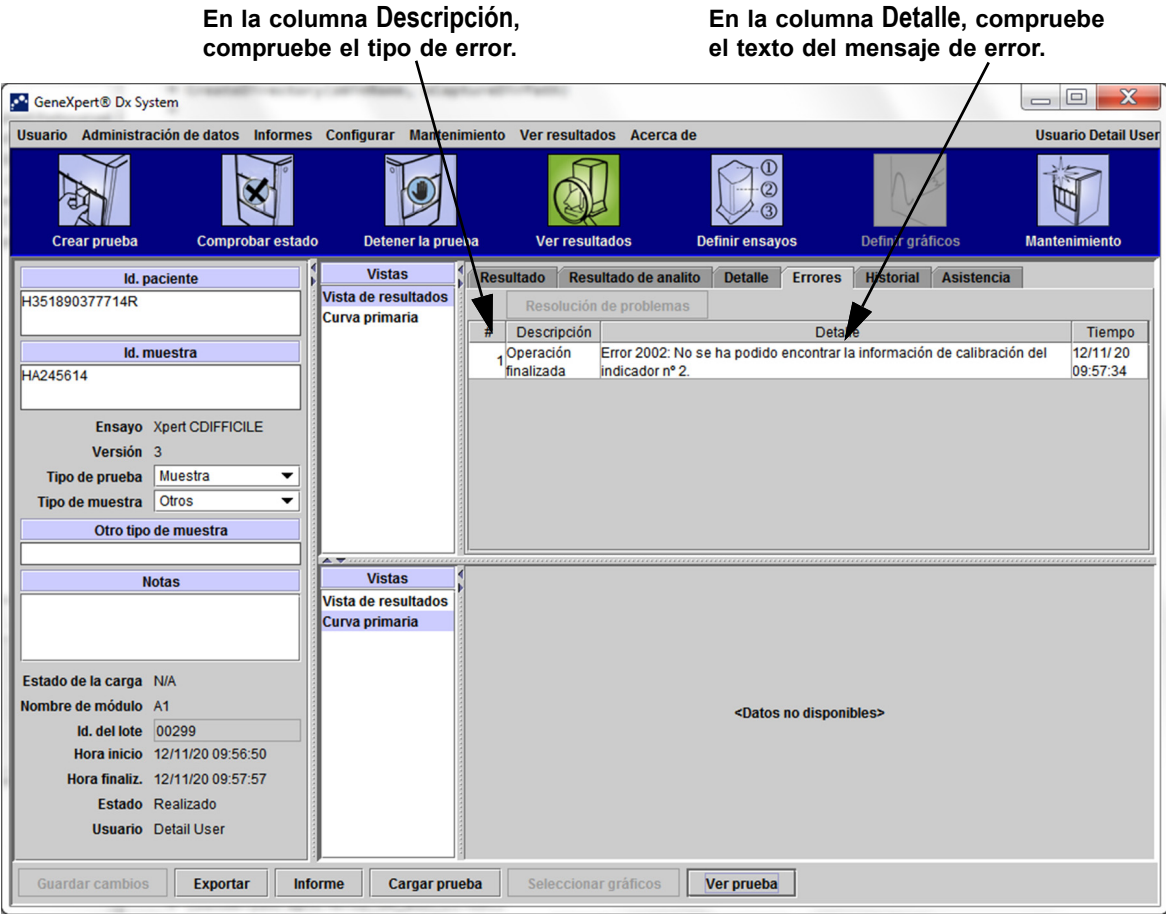 En la columna Descripción,
compruebe el tipo de error.
En la columna Detalle, compruebe
el texto del mensaje de error.
GeneXpert® Dx System
Usuario Administración de datos Informes Configurar Mantenimiento Ver resultados Acerca de Usuario Detail User
Crear prueba Comprobar estado Detener la prueba Ver resultados Definir ensayos Definir gráficos Mantenimiento
① 
② 
③
Id. paciente
H351890377714R
Id. muestra
HA245614
Ensayo Xpert CDIFFICILE
Versión 3
Tipo de prueba Muestra
Tipo de muestra Otros
Otro tipo de muestra
Notas
Estado de la carga N/A
Nombre de módulo A1
Id. del lote 00299
Hora inicio 12/11/20 09:56:50
Hora finaliz. 12/11/20 09:57:57
Estado Realizado
Usuario Detail User
Vistas
Vista de resultados
Curva primaria
Resultado Resultado de analito Detalle Errores Historial Asistencia
Resolución de problemas
# Descripción Detalle Tiempo
1 Operación finalizada Error 2002: No se ha podido encontrar la información de calibración del indicador nº 2. 12/11/ 20 09:57:34
Vistas
Vista de resultados
Curva primaria
<Datos no disponibles>
Guardar cambios Exportar Informe Cargar prueba Seleccionar gráficos Ver prueba